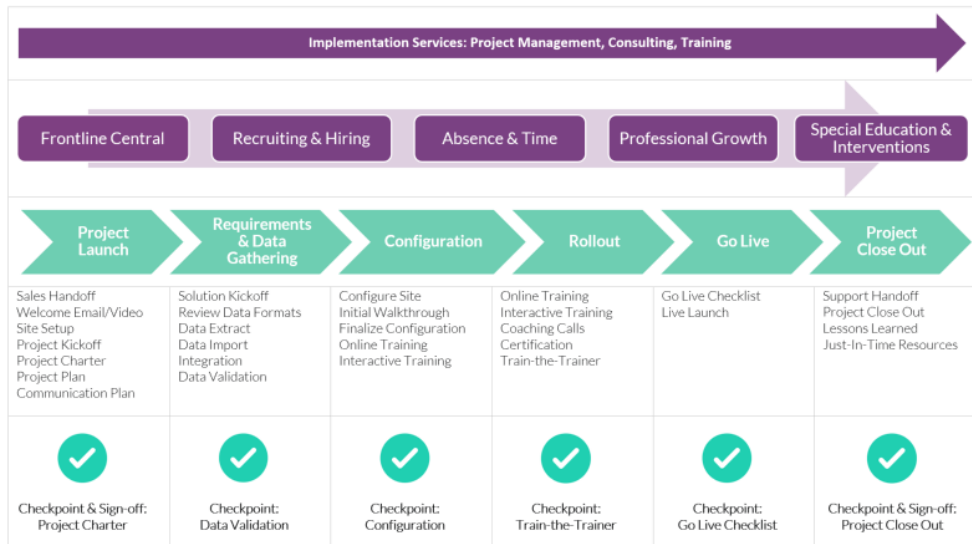 Implementation Services: Project Management, Consulting, Training
Frontline Central
Recruiting & Hiring
Absence & Time
Professional Growth
Special Education &
Interventions
Project
Launch
Requirements
& Data
Gathering
Configuration
Rollout
Go Live
Project
Close Out
Sales Handoff
Welcome Email/Video
Site Setup
Project Kickoff
Project Charter
Project Plan
Communication Plan
Solution Kickoff
Review Data Formats
Data Extract
Data Import
Integration
Data Validation
Configure Site
Initial Walkthrough
Finalize Configuration
Online Training
Interactive Training
Online Training
Interactive Training
Coaching Calls
Certification
Train-the-Trainer
Go Live Checklist
Live Launch
Support Handoff
Project Close Out
Lessons Learned
Just-In-Time Resources
Checkpoint & Sign-off:
Project Charter
Checkpoint:
Data Validation
Checkpoint:
Configuration
Checkpoint:
Train-the-Trainer
Checkpoint:
Go Live Checklist
Checkpoint & Sign-off:
Project Close Out